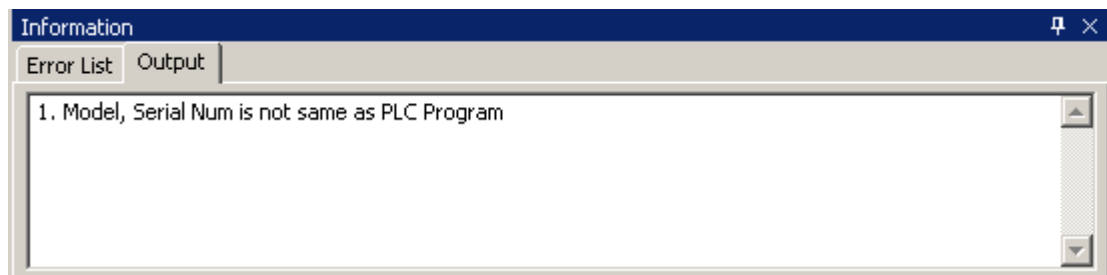 Information
Error List Output
1. Model, Serial Num is not same as PLC Program